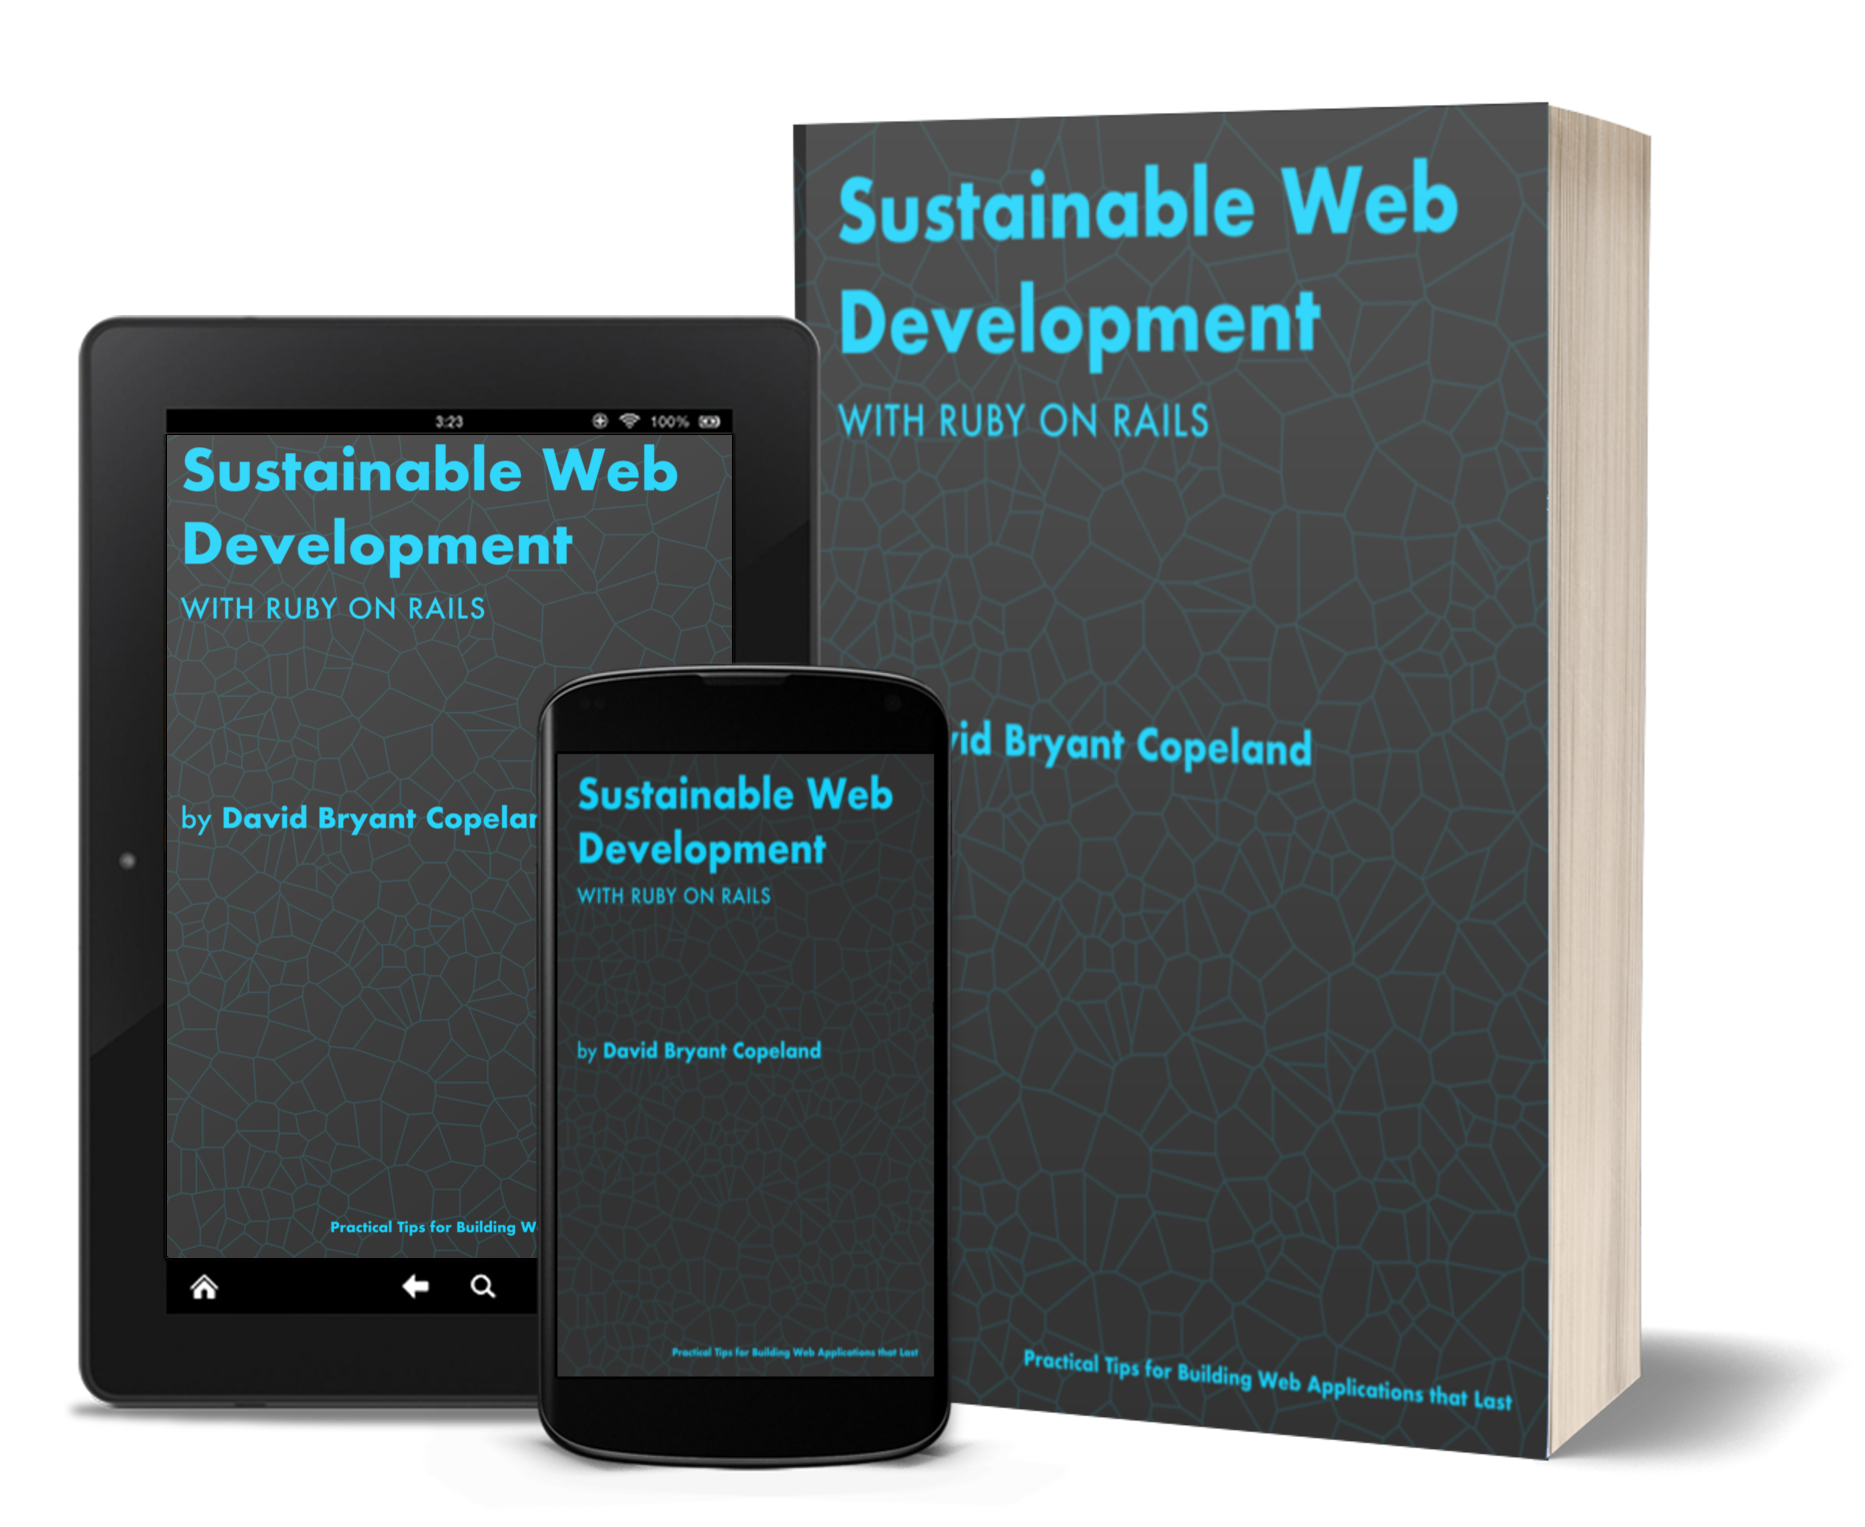 Sustainable Web
Development
WITH RUBY ON RAILS
vid Bryant Copeland
Practical Tips for Building Web Applications that Last
3:23
100%
Sustainable Web
Development
WITH RUBY ON RAILS
by David Bryant Copelan
Practical Tips for Building W
Sustainable Web
Development
WITH RUBY ON RAILS
by David Bryant Copeland
Practical Tips for Building Web Applications that Last